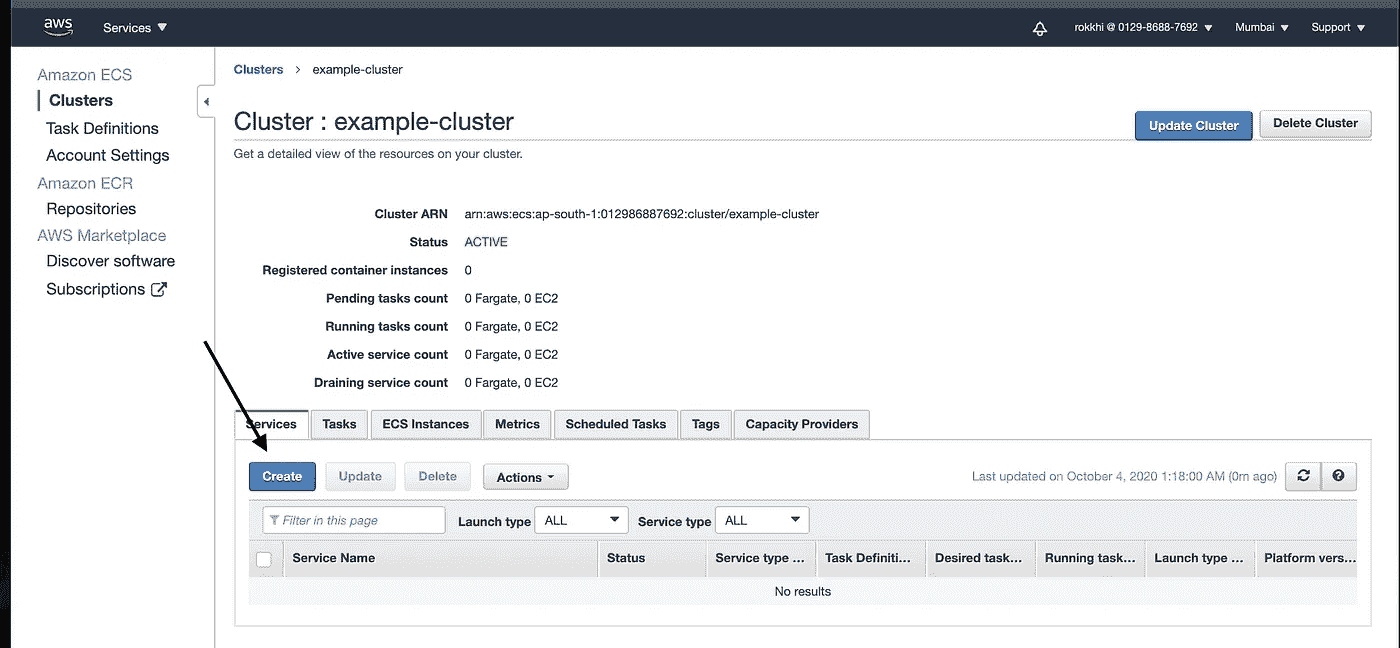 aws Services rokkhi @ 0129-8688-7692 Mumbai Support
Amazon ECS
Clusters
Task Definitions
Account Settings
Amazon ECR
Repositories
AWS Marketplace
Discover software
Subscriptions
Clusters > example-cluster
Cluster : example-cluster Update Cluster Delete Cluster
Get a detailed view of the resources on your cluster.
Cluster ARN arn:aws:ecs:ap-south-1:012986887692:cluster/example-cluster
Status ACTIVE
Registered container instances 0
Pending tasks count 0 Fargate, 0 EC2
Running tasks count 0 Fargate, 0 EC2
Active service count 0 Fargate, 0 EC2
Draining service count 0 Fargate, 0 EC2
Services Tasks ECS Instances Metrics Scheduled Tasks Tags Capacity Providers
Create Update Delete Actions Last updated on October 4, 2020 1:18:00 AM (0m ago)
Filter in this page Launch type ALL Service type ALL
Service Name Status Service type ... Task Definiti... Desired task... Running task... Launch type ... Platform vers...
No results